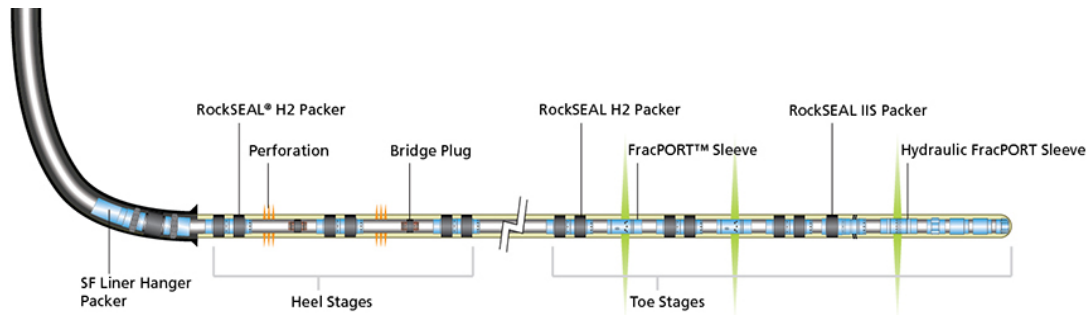 RockSEAL® H2 Packer
RockSEAL H2 Packer
RockSEAL IIS Packer
Perforation
Bridge Plug
FracPORT™ Sleeve
Hydraulic FracPORT Sleeve
SF Liner Hanger
Packer
Heel Stages
Toe Stages